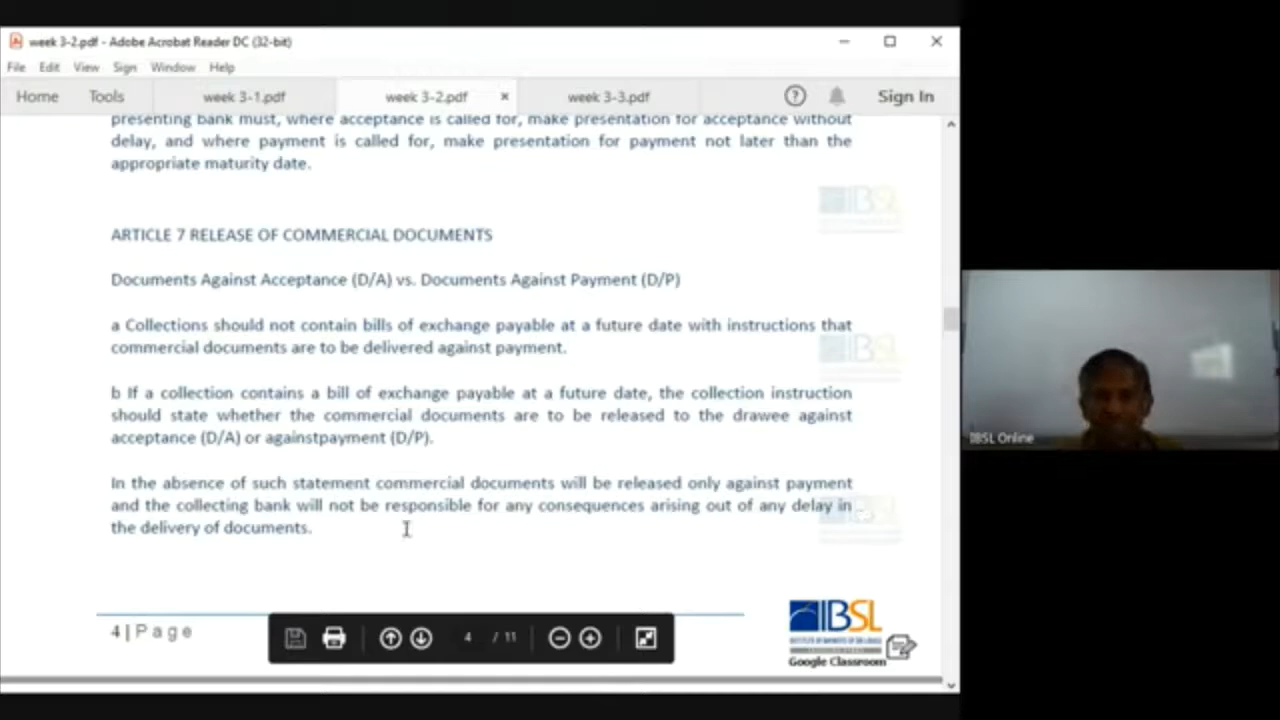 week 3-2.pdf - Adobe Acrobat Reader DC (32-bit)
File Edit View Sign Window Help
Home Tools week 3-1.pdf week 3-2.pdf × week 3-3.pdf ? Sign In
presenting bank must, where acceptance is called for, make presentation for acceptance without
delay, and where payment is called for, make presentation for payment not later than the
appropriate maturity date.
ARTICLE 7 RELEASE OF COMMERCIAL DOCUMENTS
Documents Against Acceptance (D/A) vs. Documents Against Payment (D/P)
a Collections should not contain bills of exchange payable at a future date with instructions that
commercial documents are to be delivered against payment.
b If a collection contains a bill of exchange payable at a future date, the collection instruction
should state whether the commercial documents are to be released to the drawee against
acceptance (D/A) or againstpayment (D/P).
In the absence of such statement commercial documents will be released only against payment
and the collecting bank will not be responsible for any consequences arising out of any delay in
the delivery of documents.
4 | Page
4 / 11
IBSL
Google Classroom
IBSL Online